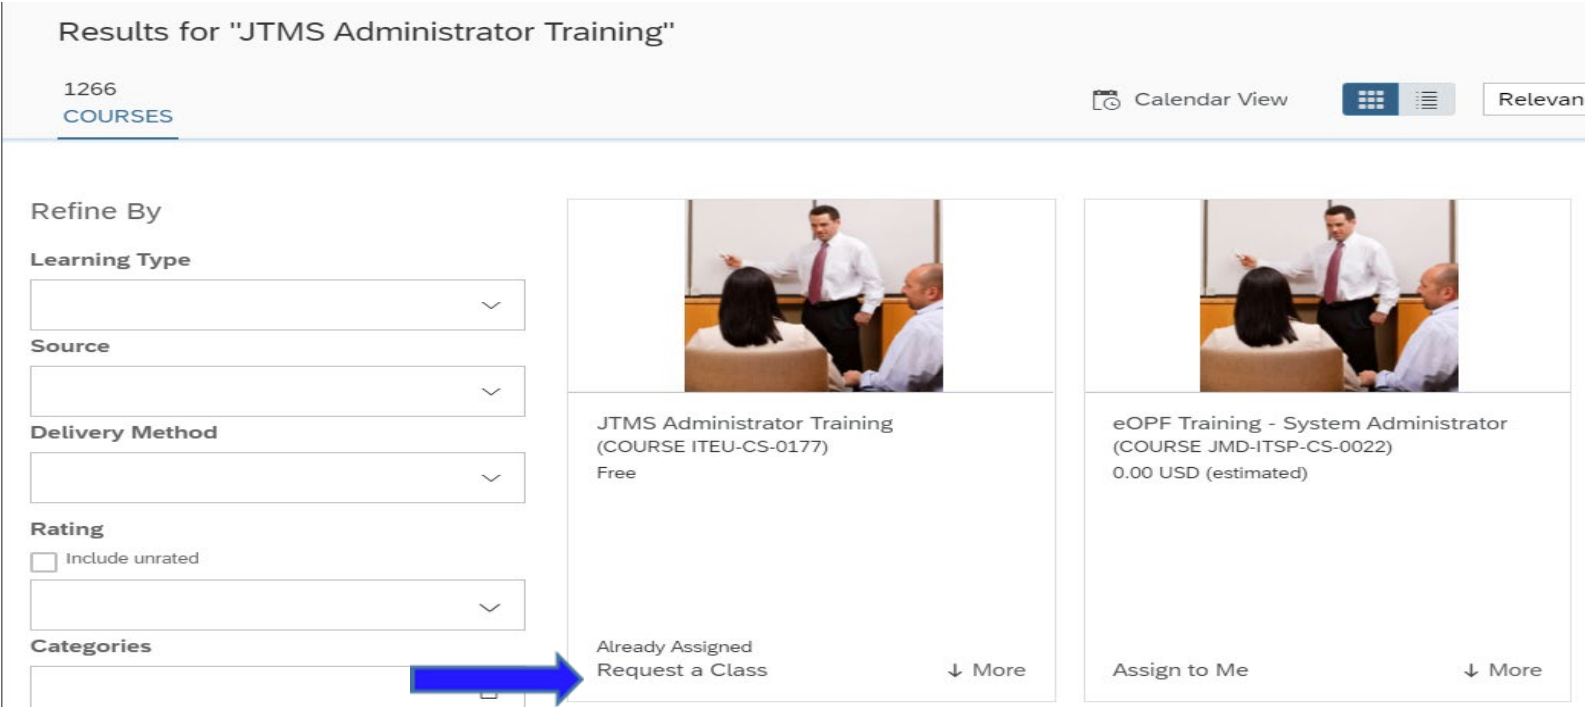 Results for "JTMS Administrator Training"
1266
COURSES
Calendar View
Relevan
Refine By
Learning Type
Source
Delivery Method
Rating
Include unrated
Categories
JTMS Administrator Training
(COURSE ITEU-CS-0177)
Free
Already Assigned
Request a Class
More
eOPF Training - System Administrator
(COURSE JMD-ITSP-CS-0022)
0.00 USD (estimated)
Assign to Me
More